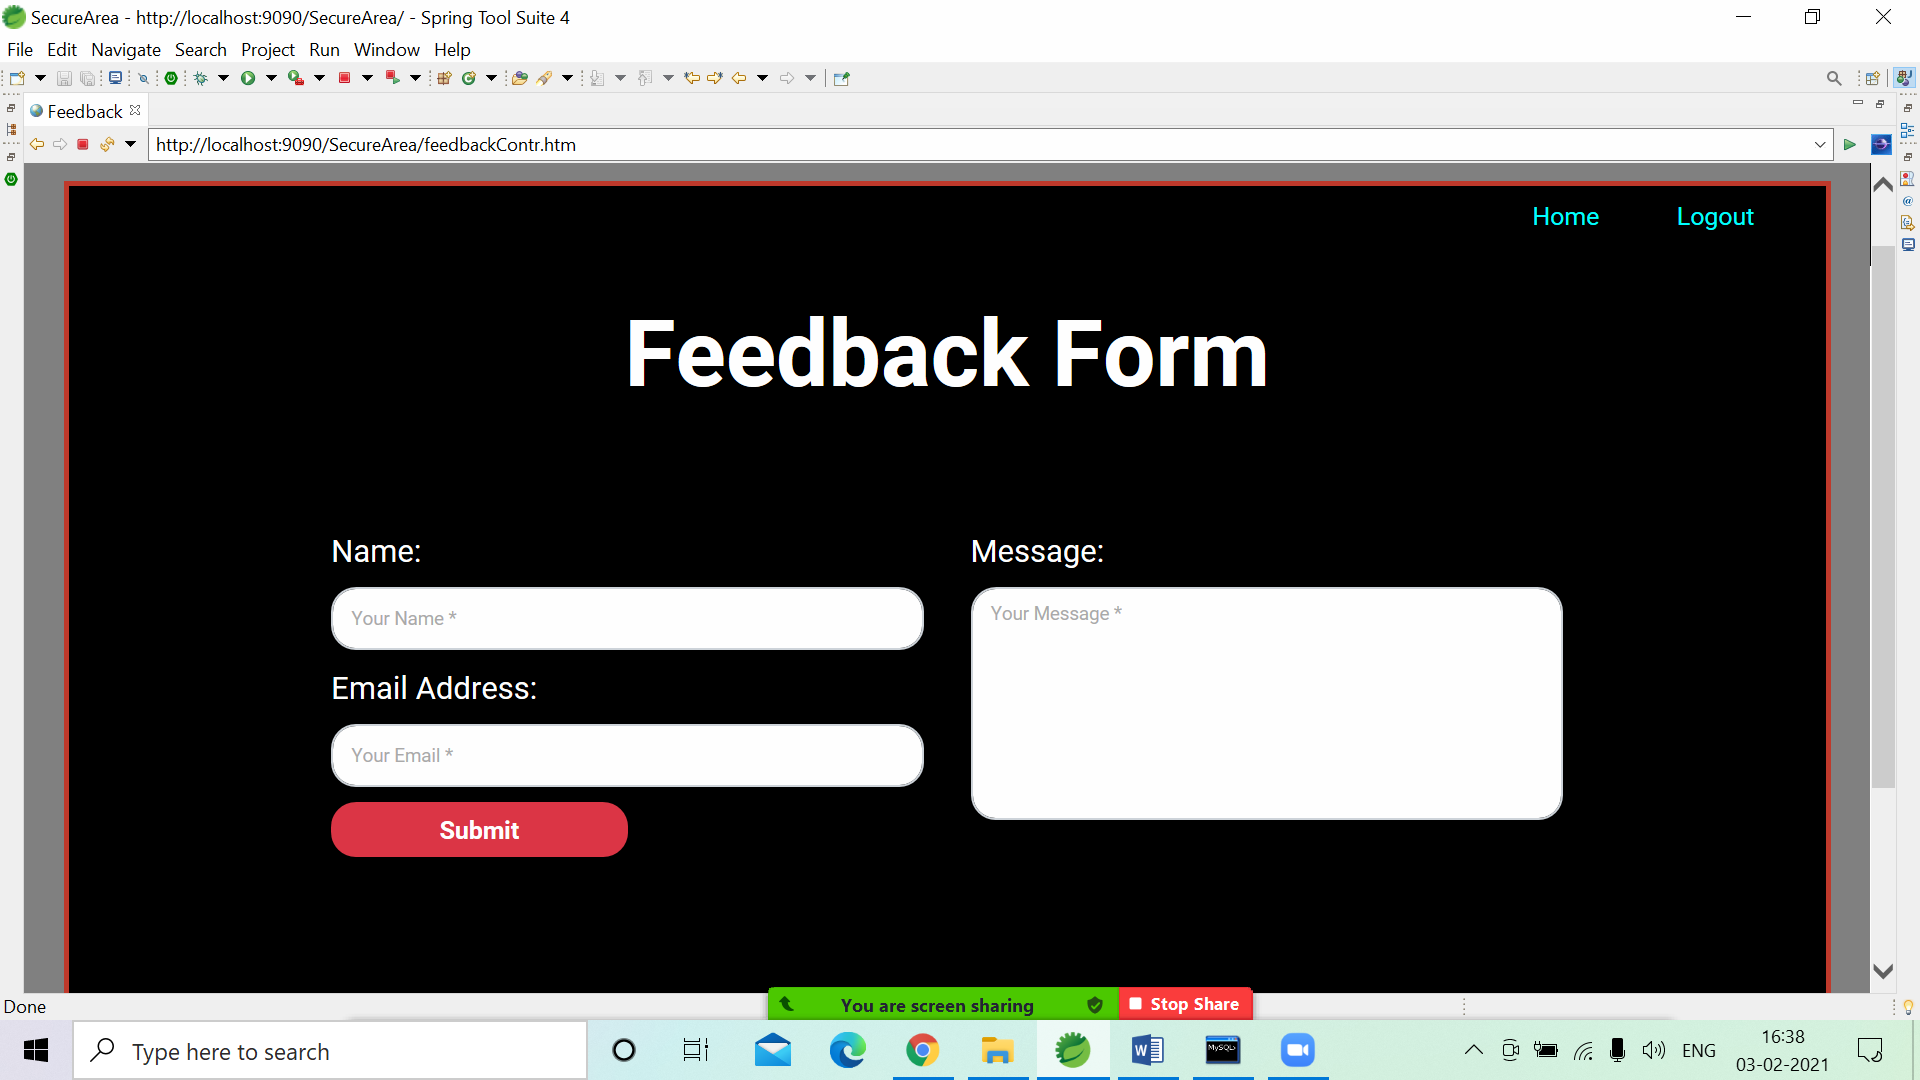 SecureArea - http://localhost:9090/SecureArea/ - Spring Tool Suite 4
File Edit Navigate Search Project Run Window Help
Feedback
http://localhost:9090/SecureArea/feedbackContr.htm
Home Logout
Feedback Form
Name: Message:
Your Name * Your Message *
Email Address:
Your Email *
Submit
Done
You are screen sharing Stop Share
Type here to search
MySQL>
ENG
16:38
03-02-2021